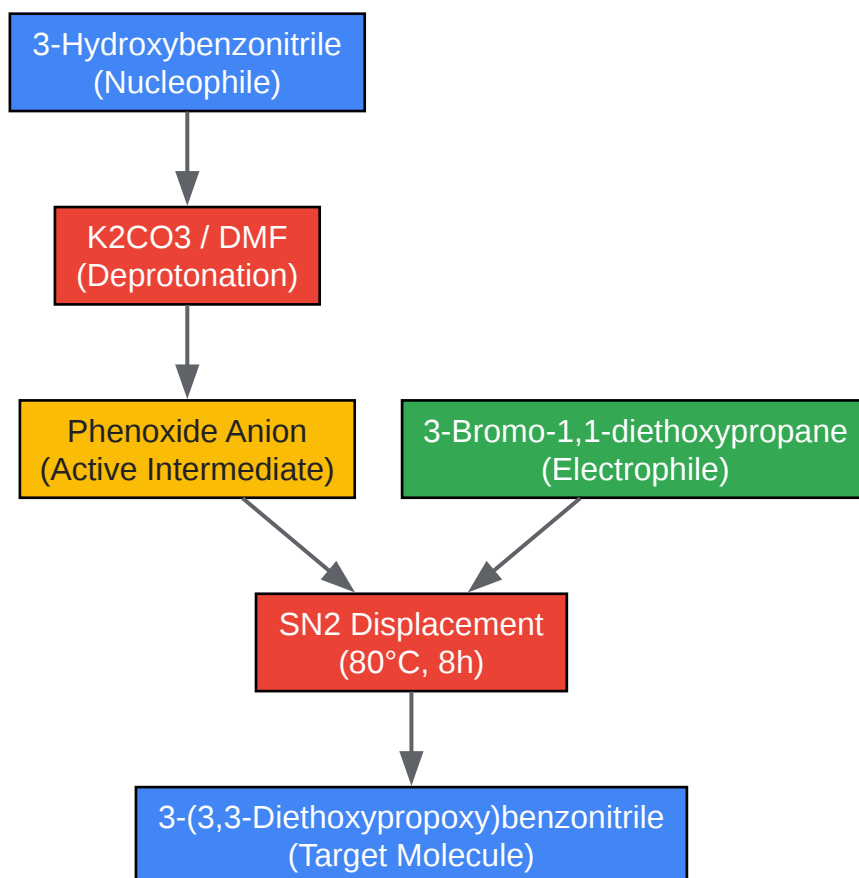 3-Hydroxybenzonitrile
(Nucleophile)
K2CO3 / DMF
(Deprotonation)
Phenoxide Anion
(Active Intermediate)
3-Bromo-1,1-diethoxypropane
(Electrophile)
SN2 Displacement
(80°C, 8h)
3-(3,3-Diethoxypropoxy)benzonitrile
(Target Molecule)